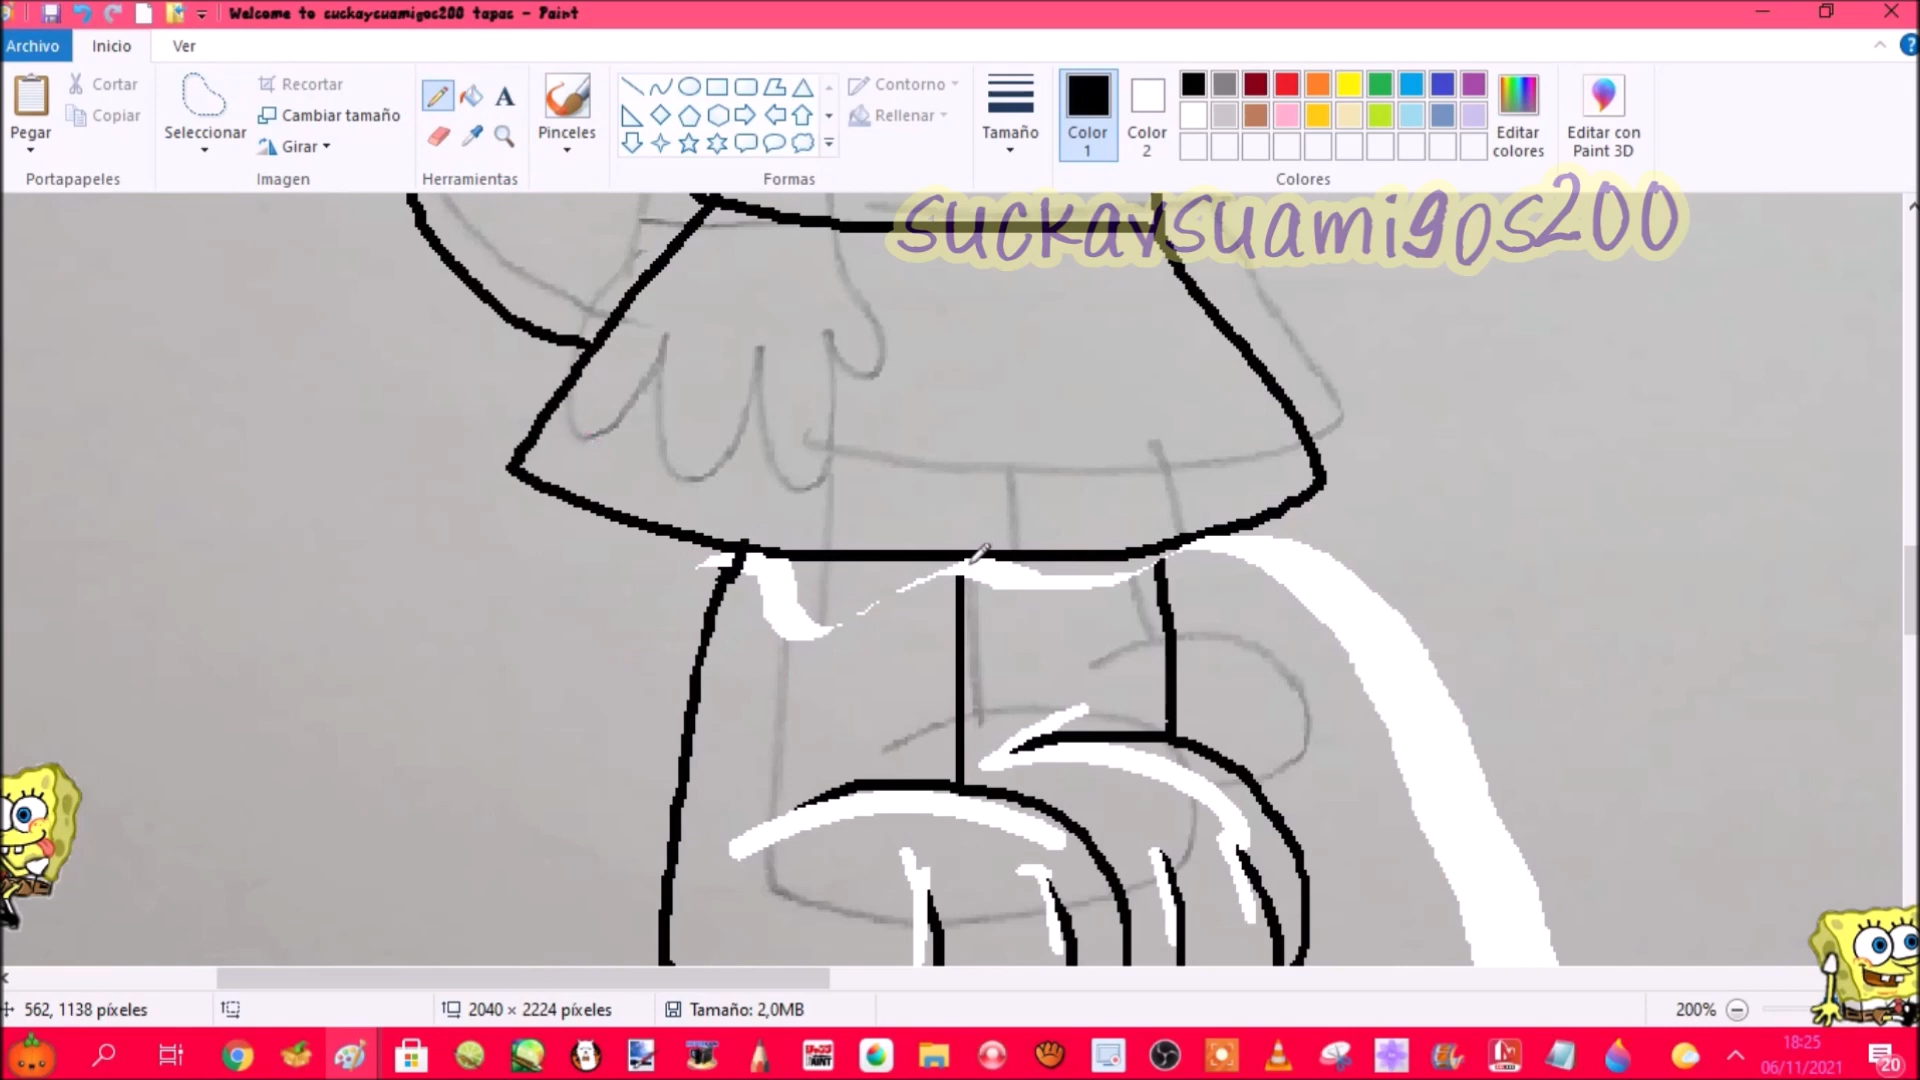 Welcome to suckaysuamigos200 tapas - Paint
Archivo Inicio Ver
Pegar
Cortar
Copiar
Portapapeles
Seleccionar
Recortar
Cambiar tamaño
Girar
Imagen
A
Herramientas
Pinceles
Formas
Contorno
Rellenar
Tamaño
Color 1
Color 2
Editar colores
Colores
Editar con Paint 3D
suckaysuamigos200
562, 1138 píxeles
2040 × 2224 píxeles
Tamaño: 2,0MB
200%
18:25
06/11/2021
20